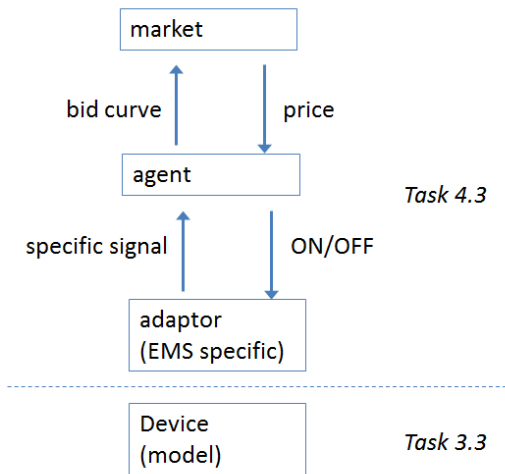 market
bid curve
price
agent
Task 4.3
specific signal
ON/OFF
adaptor
(EMS specific)
Device
(model)
Task 3.3